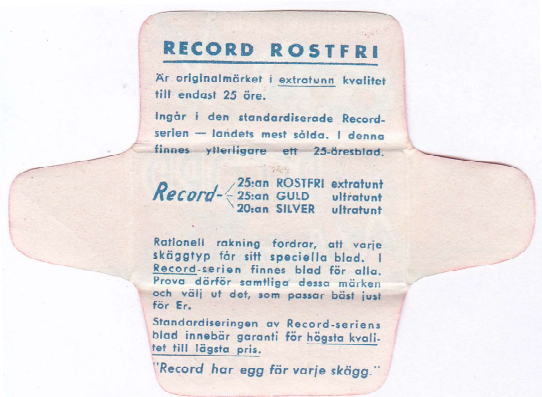 RECORD ROSTFRI
Är originalmärket i extratunn kvalitet
till endast 25 öre.
Ingår i den standardiserade Record-
serien — landets mest sålda. I denna
finnes ytterligare ett 25-öresblad.
Record-
25:an ROSTFRI extratunt
25:an GULD ultratunt
20:an SILVER ultratunt
Rationell rakning fordrar, att varje
skäggtyp får sitt speciella blad. I
Record-serien finnes blad för alla.
Prova därför samtliga dessa märken
och välj ut det, som passar bäst just
för Er.
Standardiseringen av Record-seriens
blad innebär garanti för högsta kvali-
tet till lägsta pris.
"Record har egg för varje skägg."